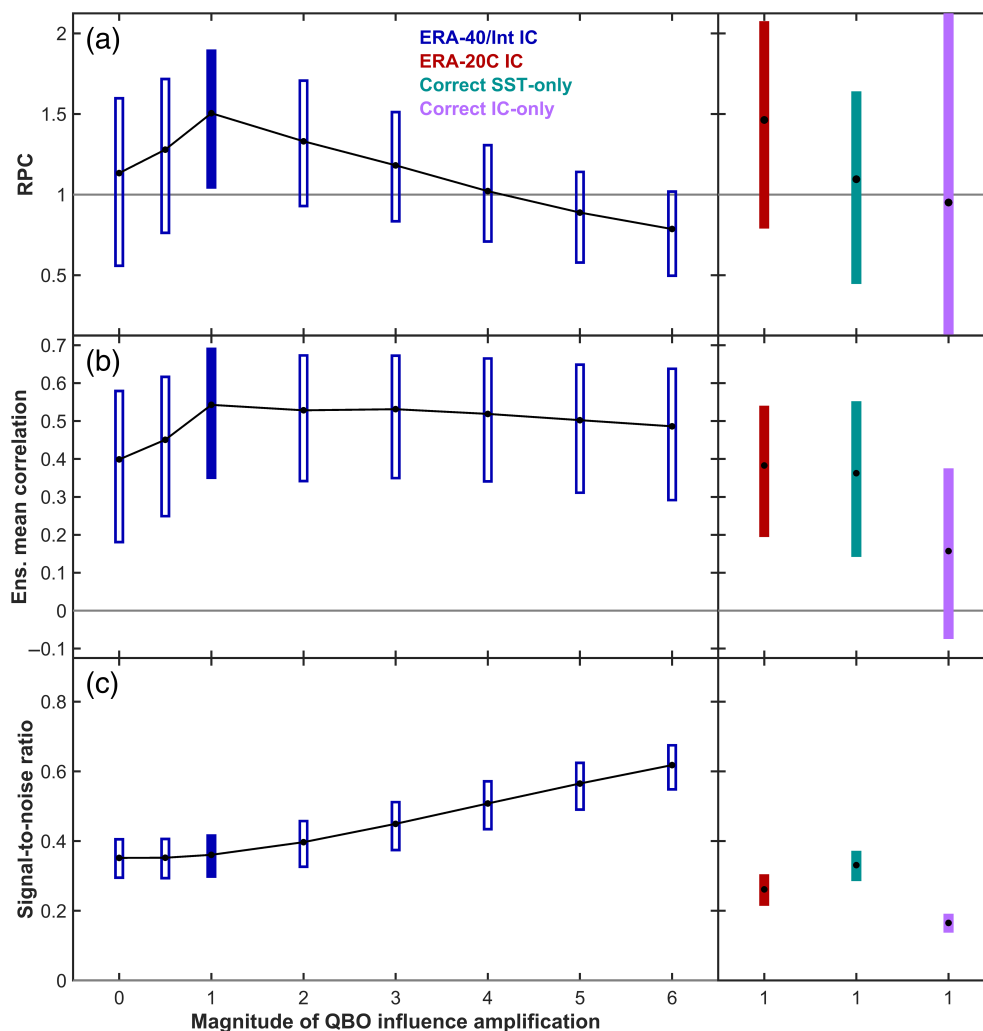 (a)
ERA-40/Int IC
ERA-20C IC
Correct SST-only
Correct IC-only
RPC
2
1.5
1
0.5
(b)
Ens. mean correlation
0.7
0.6
0.5
0.4
0.3
0.2
0.1
0
–0.1
(c)
Signal-to-noise ratio
0.8
0.6
0.4
0.2
0
0 1 2 3 4 5 6 1 1 1
Magnitude of QBO influence amplification